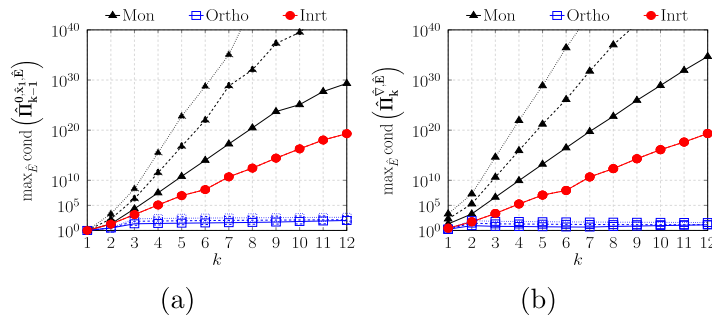 Mon Ortho Inrt
10^40
10^30
10^20
10^10
10^5
10^0
max_Ê cond (Π̂^{0,x̂_1,Ê}_{k−1})
1 2 3 4 5 6 7 8 9 10 11 12
k
(a)
Mon Ortho Inrt
10^40
10^30
10^20
10^10
10^5
10^0
max_Ê cond (Π̂^{∇̂,Ê}_k)
1 2 3 4 5 6 7 8 9 10 11 12
k
(b)